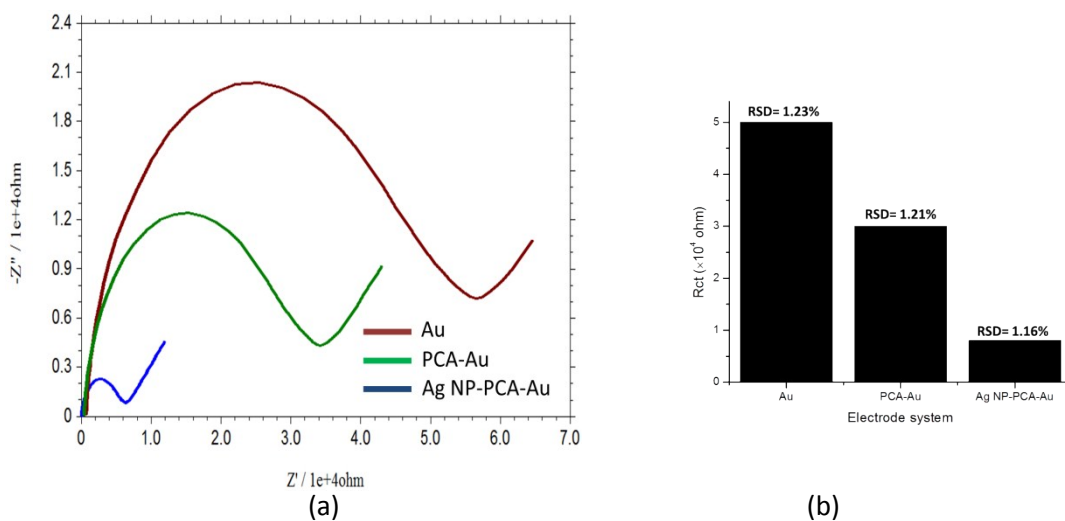 2.4
2.1
1.8
1.5
1.2
0.9
0.6
0.3
0
-Z" / 1e+4ohm
0 1.0 2.0 3.0 4.0 5.0 6.0 7.0
Z' / 1e+4ohm
Au
PCA-Au
Ag NP-PCA-Au
(a)
RSD= 1.23%
RSD= 1.21%
RSD= 1.16%
5
4
3
2
1
0
Rct (×10⁴ ohm)
Au PCA-Au Ag NP-PCA-Au
Electrode system
(b)